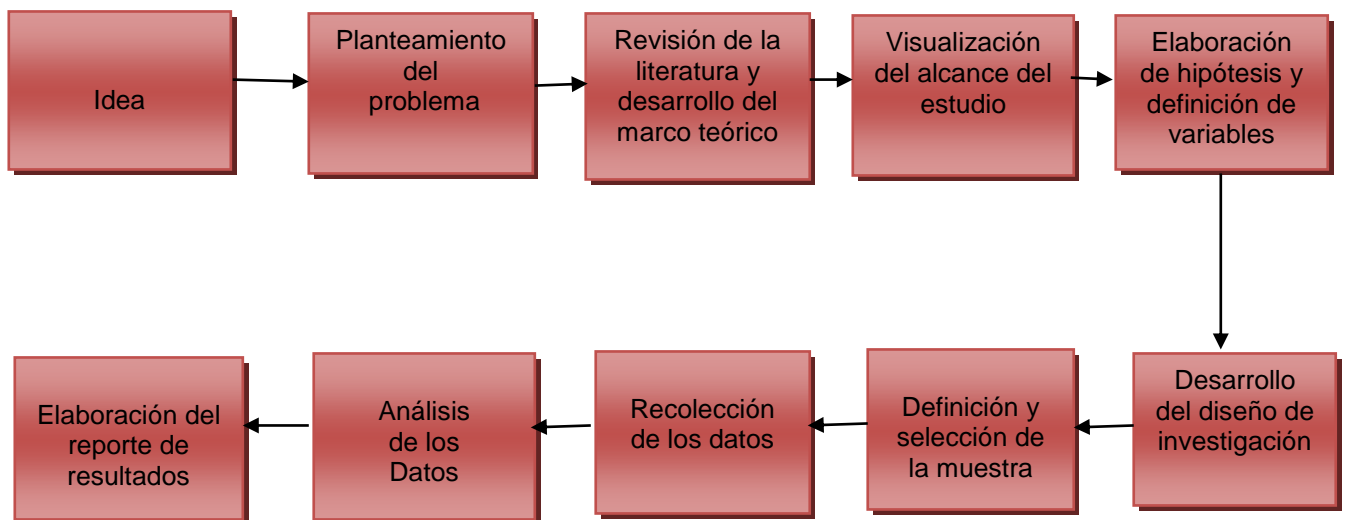 Idea
Planteamiento
del
problema
Revisión de la
literatura y
desarrollo del
marco teórico
Visualización
del alcance del
estudio
Elaboración
de hipótesis y
definición de
variables
Desarrollo
del diseño de
investigación
Definición y
selección de
la muestra
Recolección
de los datos
Análisis
de los
Datos
Elaboración del
reporte de
resultados